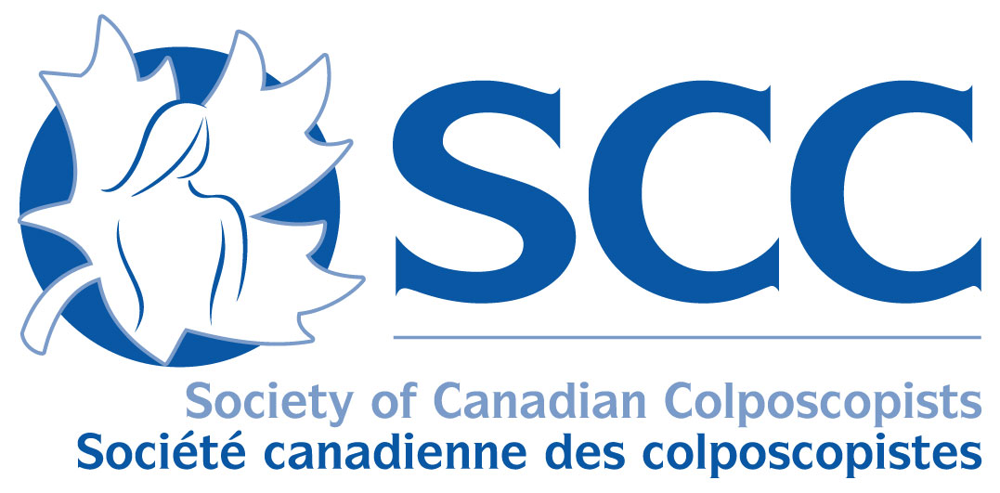 SCC
Society of Canadian Colposcopists
Société canadienne des colposcopistes